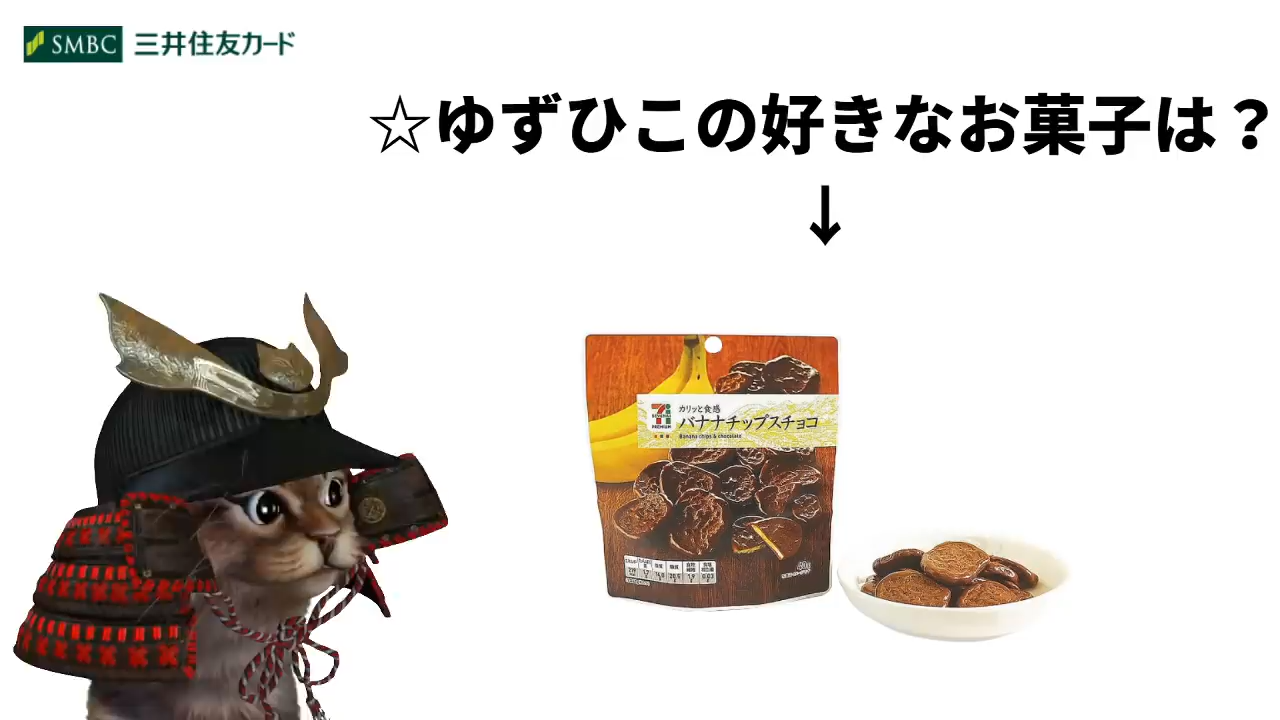 SMBC 三井住友カード
☆ゆずひこの好きなお菓子は？
↓
カリッと食感
バナナチップスチョコ
Banana chips & chocolate